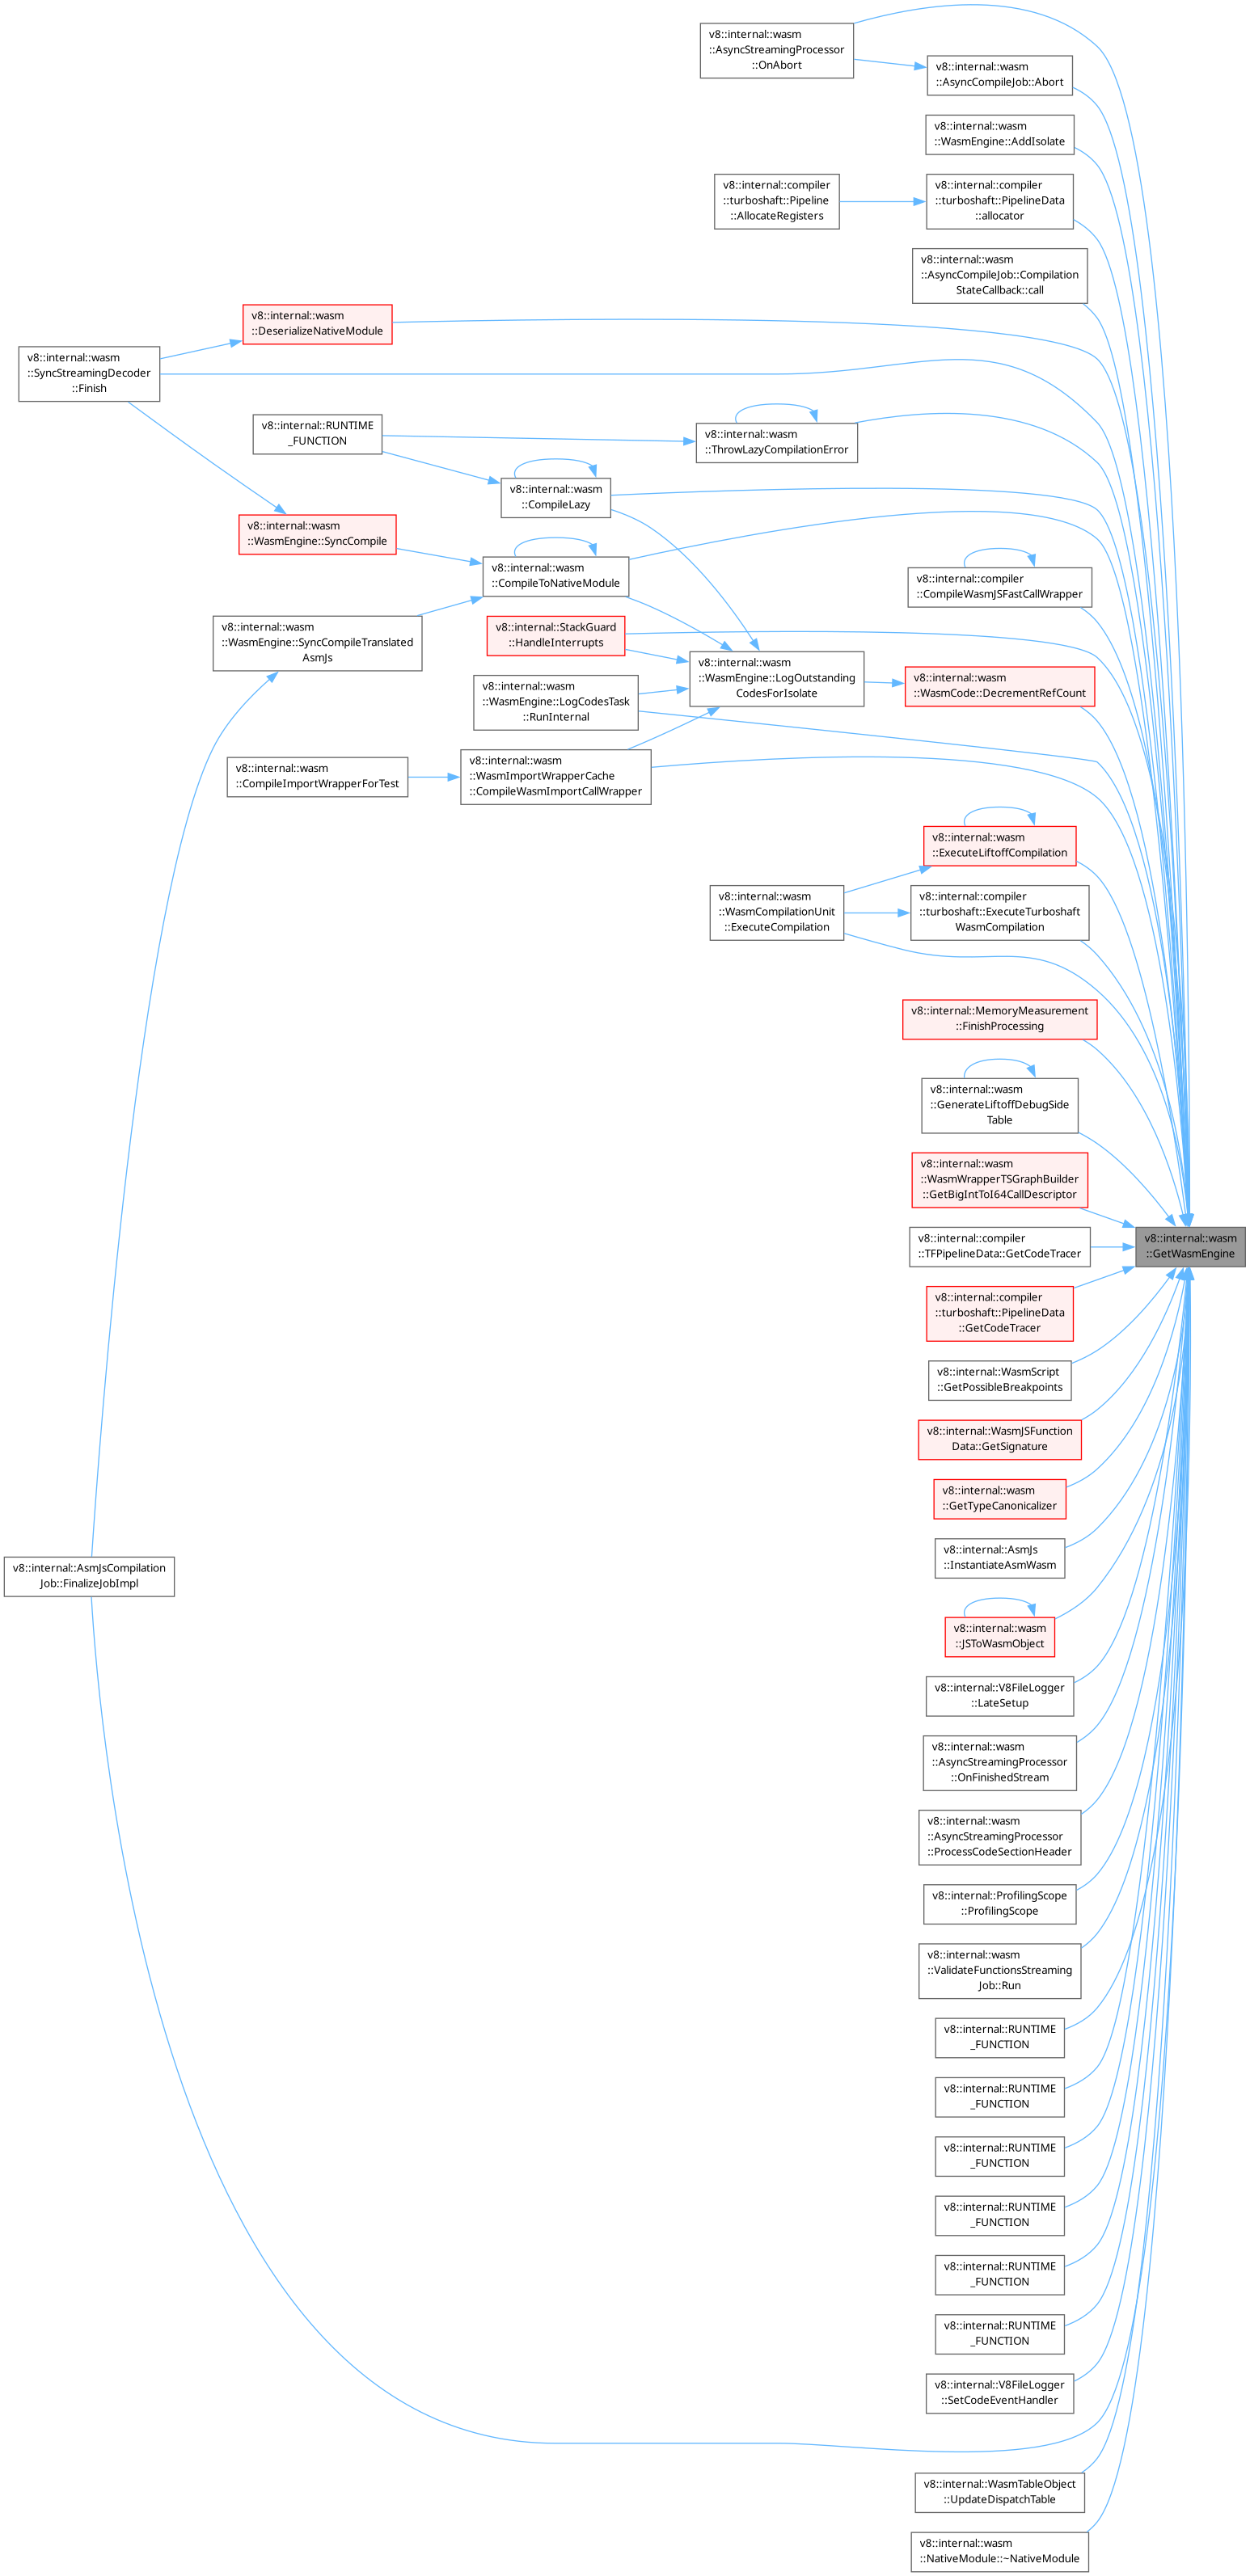 v8::internal::wasm
::AsyncStreamingProcessor
::OnAbort
v8::internal::wasm
::AsyncCompileJob::Abort
v8::internal::wasm
::WasmEngine::AddIsolate
v8::internal::compiler
::turboshaft::Pipeline
::AllocateRegisters
v8::internal::compiler
::turboshaft::PipelineData
::allocator
v8::internal::wasm
::AsyncCompileJob::Compilation
StateCallback::call
v8::internal::wasm
::DeserializeNativeModule
v8::internal::wasm
::SyncStreamingDecoder
::Finish
v8::internal::RUNTIME
_FUNCTION
v8::internal::wasm
::ThrowLazyCompilationError
v8::internal::wasm
::CompileLazy
v8::internal::wasm
::WasmEngine::SyncCompile
v8::internal::wasm
::CompileToNativeModule
v8::internal::compiler
::CompileWasmJSFastCallWrapper
v8::internal::wasm
::WasmEngine::SyncCompileTranslated
AsmJs
v8::internal::StackGuard
::HandleInterrupts
v8::internal::wasm
::WasmEngine::LogOutstanding
CodesForIsolate
v8::internal::wasm
::WasmCode::DecrementRefCount
v8::internal::wasm
::WasmEngine::LogCodesTask
::RunInternal
v8::internal::wasm
::CompileImportWrapperForTest
v8::internal::wasm
::WasmImportWrapperCache
::CompileWasmImportCallWrapper
v8::internal::wasm
::ExecuteLiftoffCompilation
v8::internal::wasm
::WasmCompilationUnit
::ExecuteCompilation
v8::internal::compiler
::turboshaft::ExecuteTurboshaft
WasmCompilation
v8::internal::MemoryMeasurement
::FinishProcessing
v8::internal::wasm
::GenerateLiftoffDebugSide
Table
v8::internal::wasm
::WasmWrapperTSGraphBuilder
::GetBigIntToI64CallDescriptor
v8::internal::wasm
::GetWasmEngine
v8::internal::compiler
::TFPipelineData::GetCodeTracer
v8::internal::compiler
::turboshaft::PipelineData
::GetCodeTracer
v8::internal::WasmScript
::GetPossibleBreakpoints
v8::internal::WasmJSFunction
Data::GetSignature
v8::internal::wasm
::GetTypeCanonicalizer
v8::internal::AsmJs
::InstantiateAsmWasm
v8::internal::AsmJsCompilation
Job::FinalizeJobImpl
v8::internal::wasm
::JSToWasmObject
v8::internal::V8FileLogger
::LateSetup
v8::internal::wasm
::AsyncStreamingProcessor
::OnFinishedStream
v8::internal::wasm
::AsyncStreamingProcessor
::ProcessCodeSectionHeader
v8::internal::ProfilingScope
::ProfilingScope
v8::internal::wasm
::ValidateFunctionsStreaming
Job::Run
v8::internal::RUNTIME
_FUNCTION
v8::internal::RUNTIME
_FUNCTION
v8::internal::RUNTIME
_FUNCTION
v8::internal::RUNTIME
_FUNCTION
v8::internal::RUNTIME
_FUNCTION
v8::internal::RUNTIME
_FUNCTION
v8::internal::V8FileLogger
::SetCodeEventHandler
v8::internal::WasmTableObject
::UpdateDispatchTable
v8::internal::wasm
::NativeModule::~NativeModule